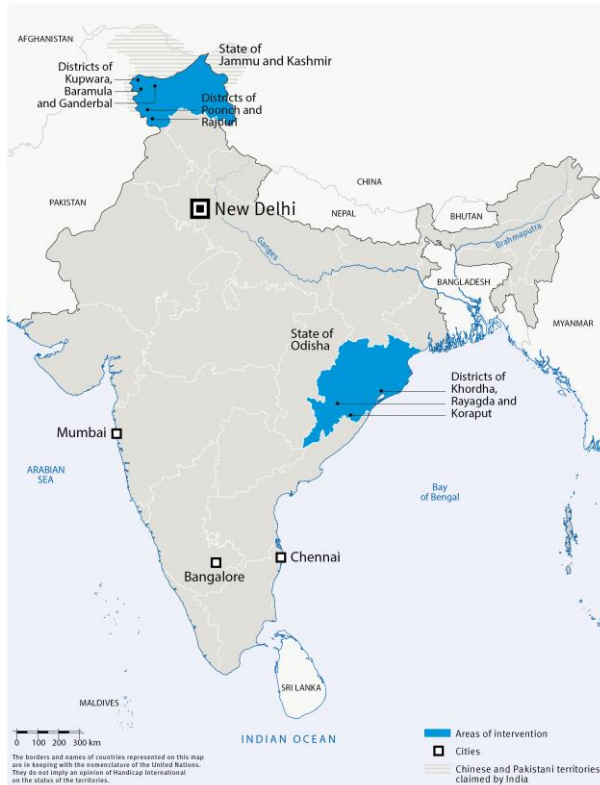 AFGHANISTAN
State of
Jammu and Kashmir
Districts of
Kupwara,
Baramula
and Ganderbal
Districts of
Poonch and
Rajouri
CHINA
PAKISTAN
New Delhi
NEPAL
BHUTAN
Ganges
Brahmaputra
BANGLADESH
MYANMAR
State of
Odisha
Districts of
Khordha,
Rayagda and
Koraput
Mumbai
ARABIAN
SEA
Bay
of Bengal
Chennai
Bangalore
SRI LANKA
MALDIVES
INDIAN OCEAN
0 100 200 300 km
The borders and names of countries represented on this map
are in keeping with the nomenclature of the United Nations.
They do not imply an opinion of Handicap International
on the status of the territories.
Areas of intervention
Cities
Chinese and Pakistani territories
claimed by India